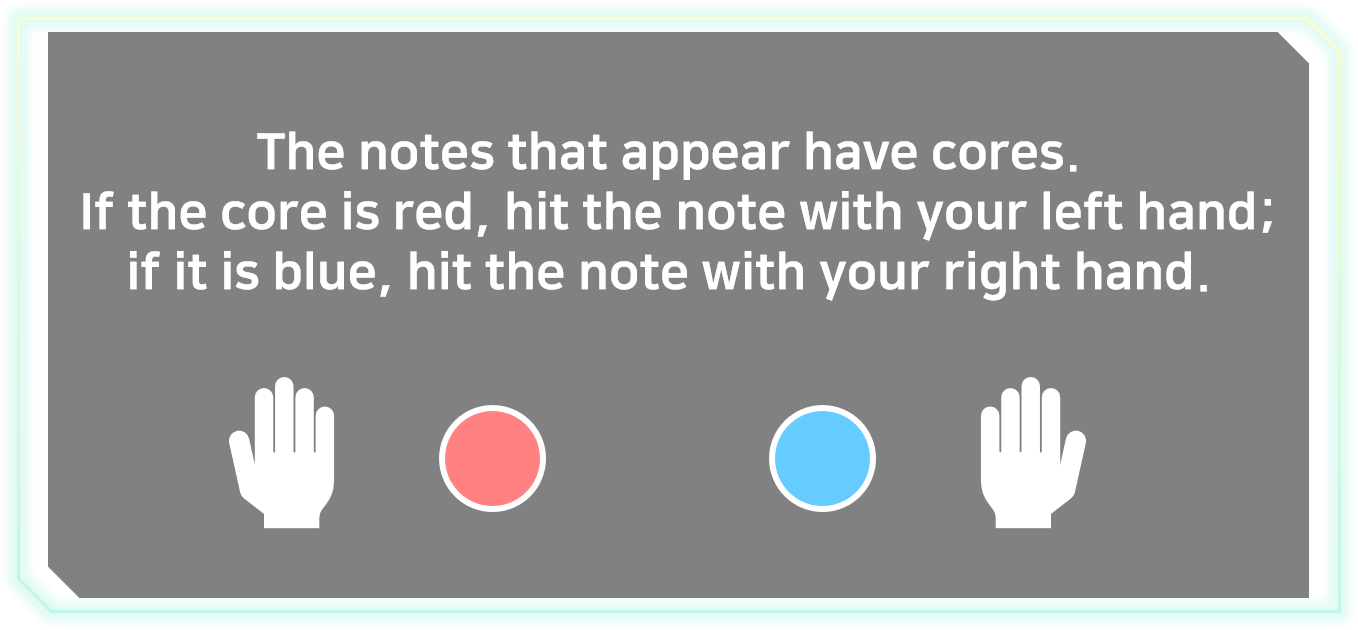 The notes that appear have cores.
If the core is red, hit the note with your left hand;
if it is blue, hit the note with your right hand.